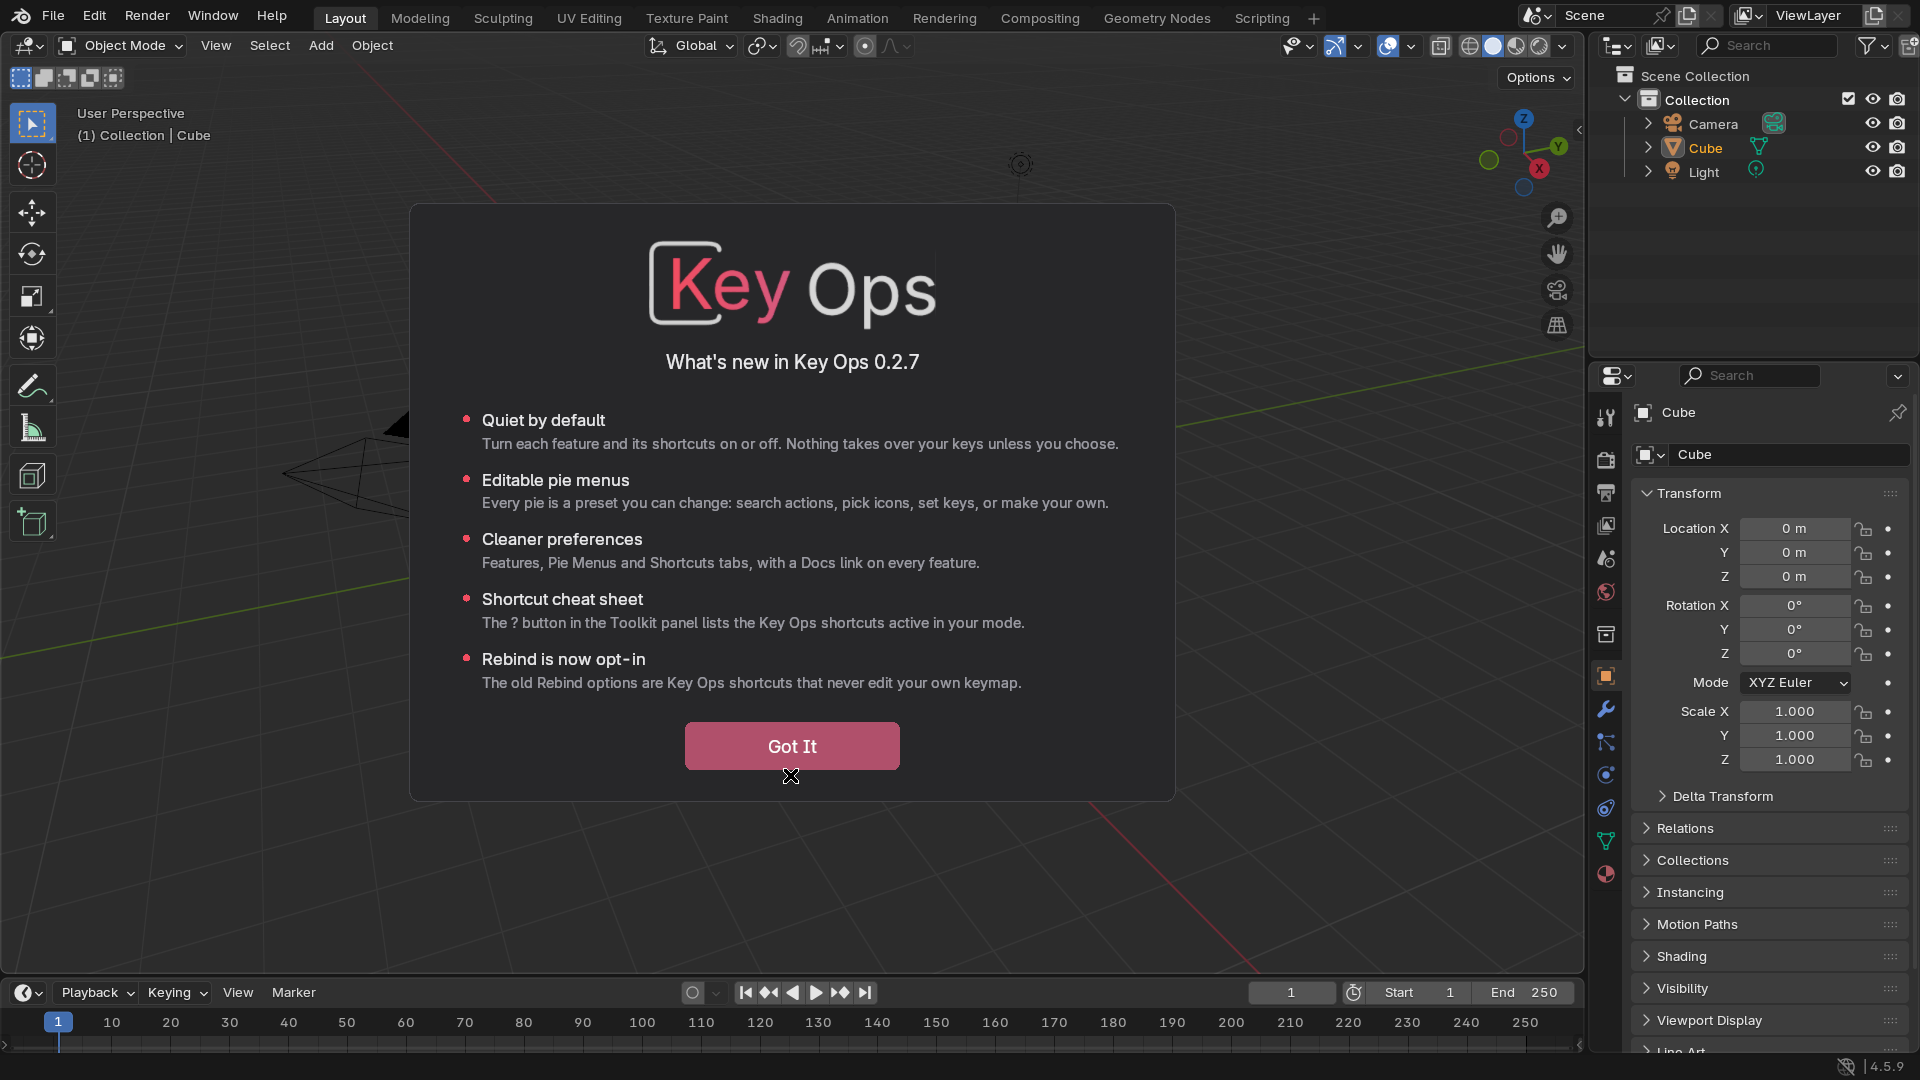 File Edit Render Window Help Layout Modeling Sculpting UV Editing Texture Paint Shading Animation Rendering Compositing Geometry Nodes Scripting Scene ViewLayer
Object Mode View Select Add Object Global Search
Options
User Perspective
(1) Collection | Cube
Z
Y
X
Scene Collection
Collection
Camera
Cube
Light
Key Ops
What's new in Key Ops 0.2.7
Quiet by default
Turn each feature and its shortcuts on or off. Nothing takes over your keys unless you choose.
Editable pie menus
Every pie is a preset you can change: search actions, pick icons, set keys, or make your own.
Cleaner preferences
Features, Pie Menus and Shortcuts tabs, with a Docs link on every feature.
Shortcut cheat sheet
The ? button in the Toolkit panel lists the Key Ops shortcuts active in your mode.
Rebind is now opt-in
The old Rebind options are Key Ops shortcuts that never edit your own keymap.
Got It
Search
Cube
Cube
Transform
Location X 0 m
Y 0 m
Z 0 m
Rotation X 0°
Y 0°
Z 0°
Mode XYZ Euler
Scale X 1.000
Y 1.000
Z 1.000
Delta Transform
Relations
Collections
Instancing
Motion Paths
Shading
Visibility
Viewport Display
Line Art
Playback Keying View Marker 1 Start 1 End 250
1 10 20 30 40 50 60 70 80 90 100 110 120 130 140 150 160 170 180 190 200 210 220 230 240 250
4.5.9